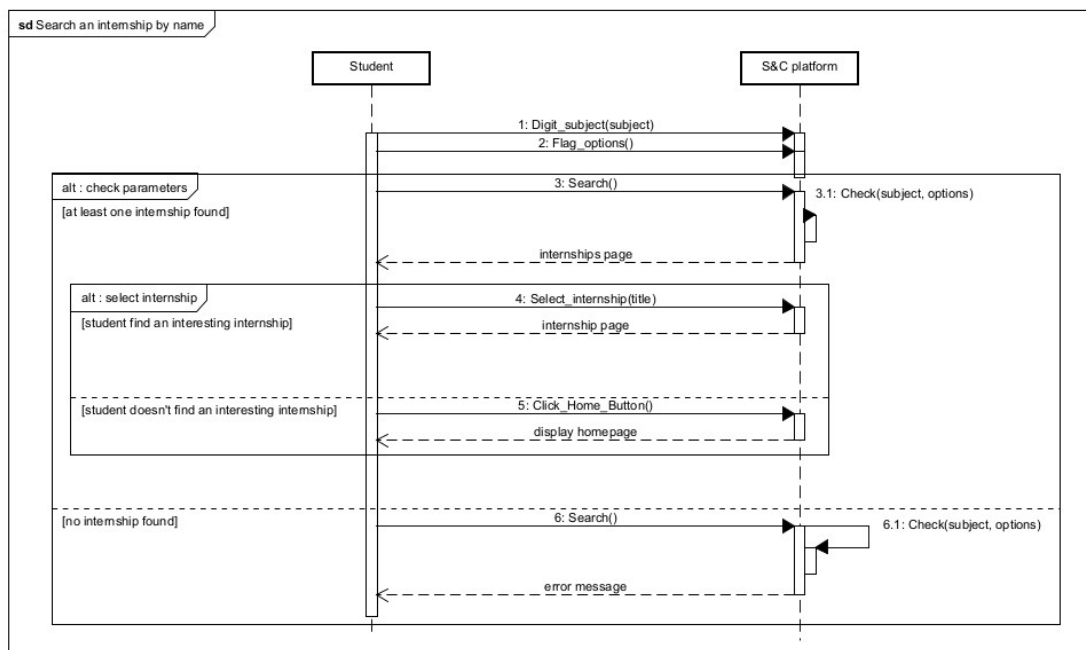 sd Search an internship by name
Student
S&C platform
1: Digit_subject(subject)
2: Flag_options()
alt : check parameters
3: Search()
3.1: Check(subject, options)
[at least one internship found]
internships page
alt : select internship
4: Select_internship(title)
[student find an interesting internship]
internship page
[student doesn't find an interesting internship]
5: Click_Home_Button()
display homepage
[no internship found]
6: Search()
6.1: Check(subject, options)
error message